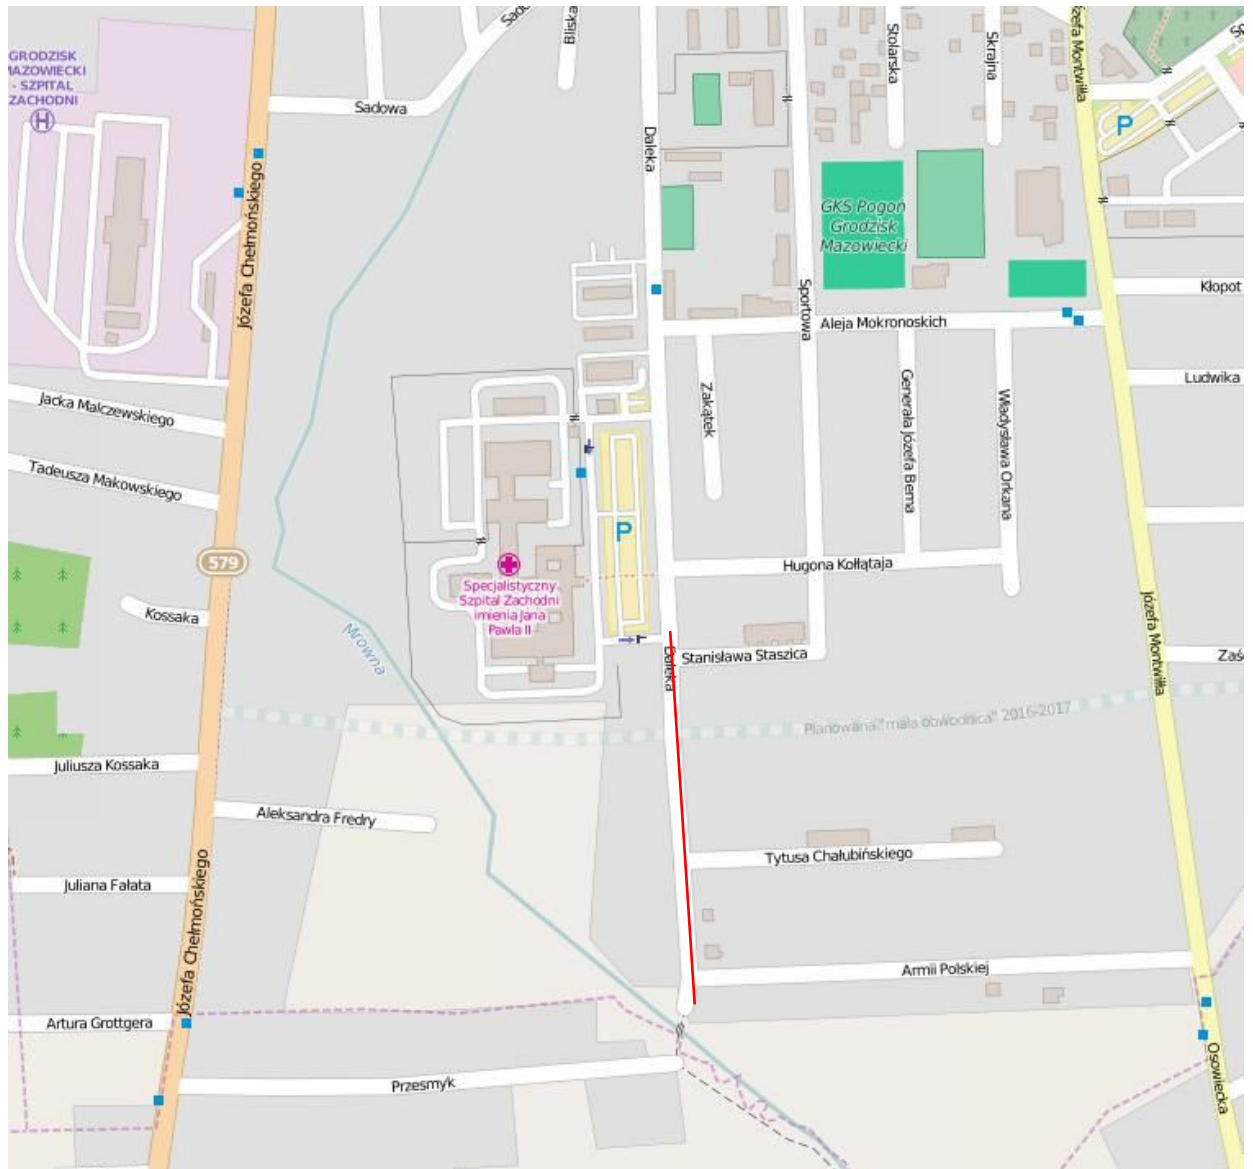 GRODZISK
MAZOWIECKI
- SZPITAL
ZACHODNI
H
Sadowa
Daleka
Stolarska
Skrajna
Józefa Montwiłła
P
Józefa Chełmońskiego
GKS Pogoń
Grodzisk
Mazowiecki
Sportowa
Kłopot
Aleja Mokronoskich
Ludwika
Jacka Malczewskiego
Zakątek
Generała Józefa Bema
Władysława Orkana
Tadeusza Makowskiego
P
579
Hugona Kołłątaja
Specjalistyczny
Szpital Zachodni
imienia Jana
Pawła II
Kossaka
Mrowna
Daleka
Stanisława Staszica
Józefa Montwiłła
Planowana "mała obwodnica" 2016-2017
Juliusza Kossaka
Aleksandra Fredry
Tytusa Chałubińskiego
Juliana Fałata
Józefa Chełmońskiego
Armii Polskiej
Artura Grottgera
Przesmyk
Osowiecka